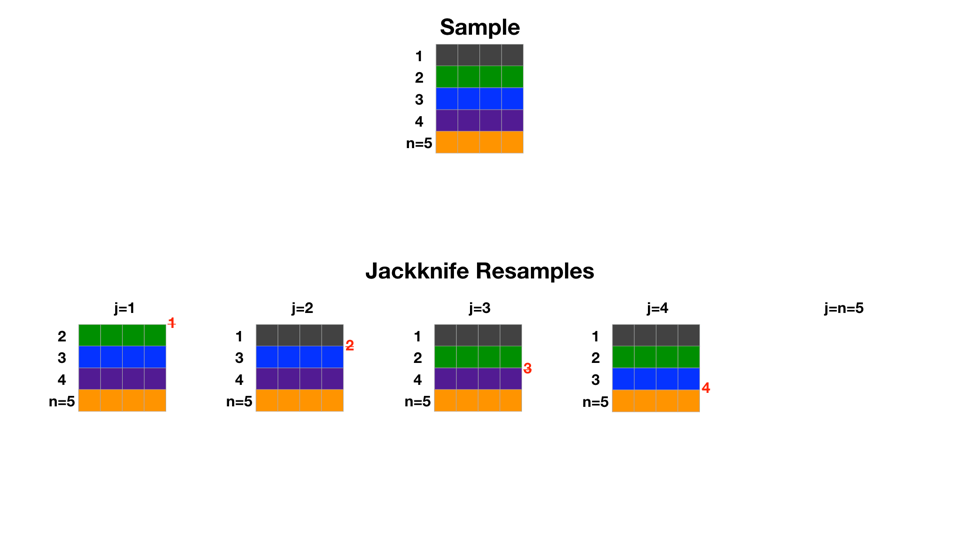 Sample
1
2
3
4
n=5
Jackknife Resamples
j=1 j=2 j=3 j=4 j=n=5
1
2 1 1 1
2
3 3 2 2
3
4 4 4 3
4
n=5 n=5 n=5 n=5